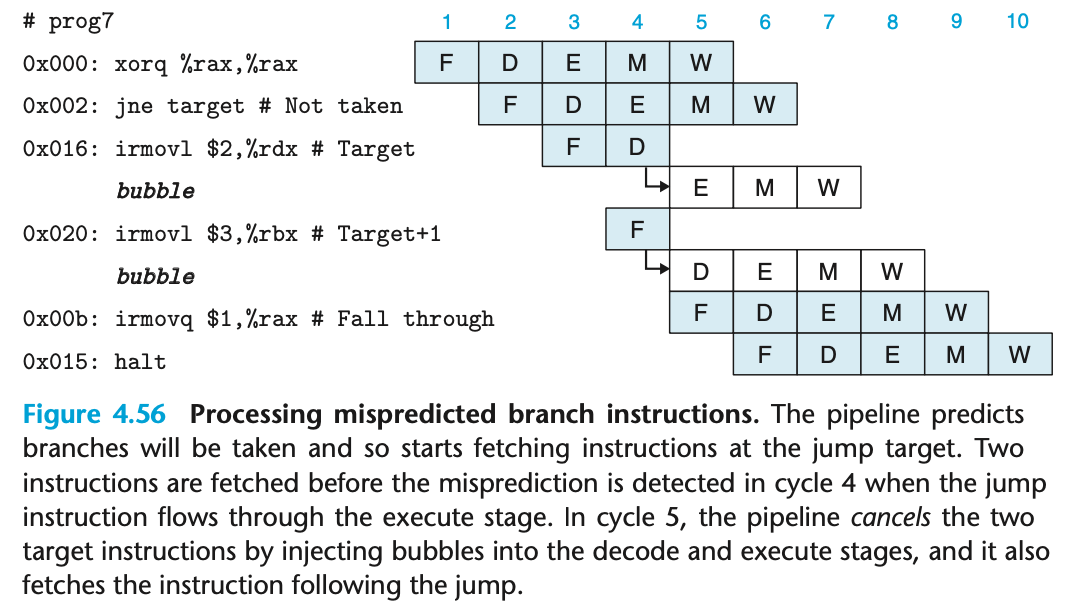 # prog7 1 2 3 4 5 6 7 8 9 10
0x000: xorq %rax,%rax F D E M W
0x002: jne target # Not taken F D E M W
0x016: irmovl $2,%rdx # Target F D
bubble E M W
0x020: irmovl $3,%rbx # Target+1 F
bubble D E M W
0x00b: irmovq $1,%rax # Fall through F D E M W
0x015: halt F D E M W
Figure 4.56 Processing mispredicted branch instructions. The pipeline predicts
branches will be taken and so starts fetching instructions at the jump target. Two
instructions are fetched before the misprediction is detected in cycle 4 when the jump
instruction flows through the execute stage. In cycle 5, the pipeline cancels the two
target instructions by injecting bubbles into the decode and execute stages, and it also
fetches the instruction following the jump.